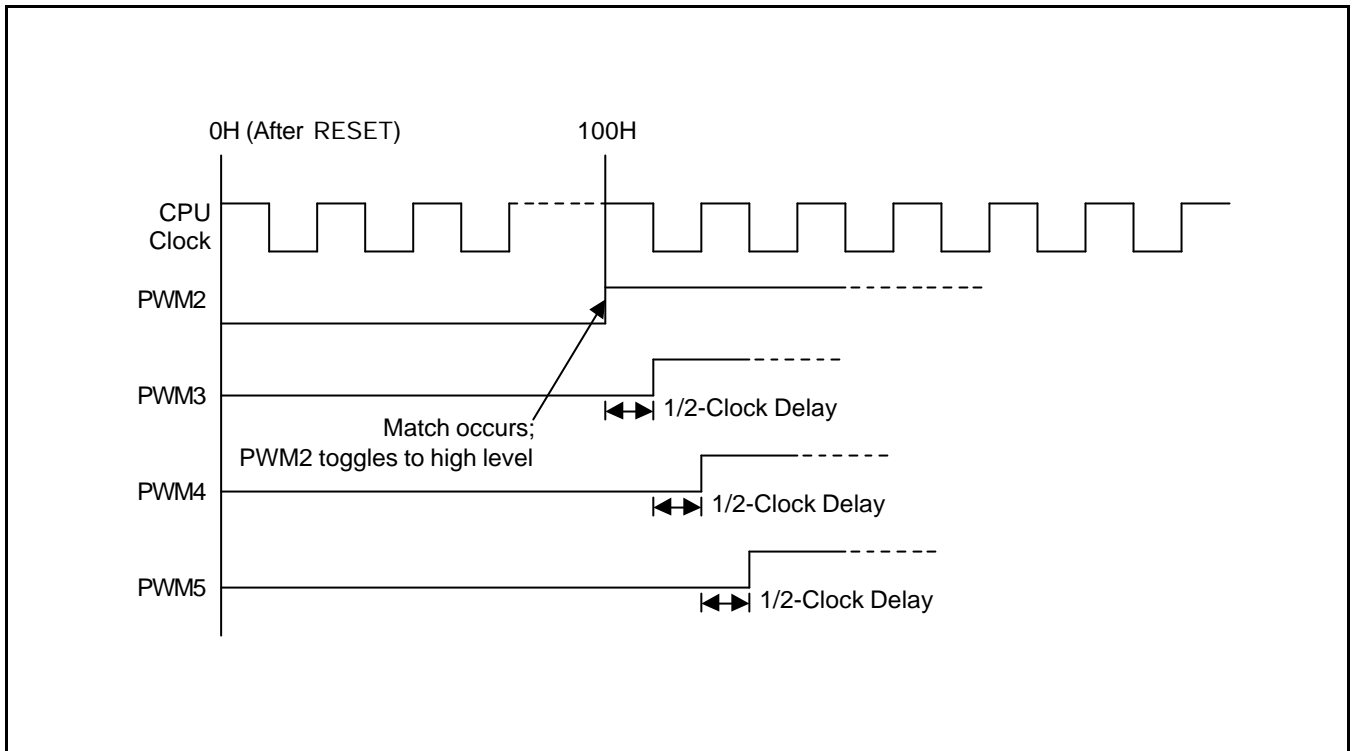 0H (After RESET)
100H
CPU
Clock
PWM2
PWM3
1/2-Clock Delay
Match occurs;
PWM2 toggles to high level
PWM4
1/2-Clock Delay
PWM5
1/2-Clock Delay